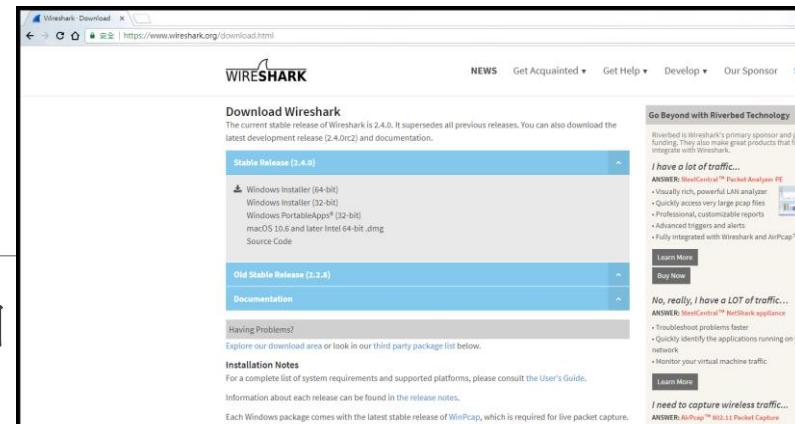 Wireshark · Download
安全 | https://www.wireshark.org/download.html
WIRESHARK
NEWS Get Acquainted ▾ Get Help ▾ Develop ▾ Our Sponsor
Download Wireshark
The current stable release of Wireshark is 2.4.0. It supersedes all previous releases. You can also download the
latest development release (2.4.0rc2) and documentation.
Stable Release (2.4.0)
Windows Installer (64-bit)
Windows Installer (32-bit)
Windows PortableApps® (32-bit)
macOS 10.6 and later Intel 64-bit .dmg
Source Code
Old Stable Release (2.2.8)
Documentation
Having Problems?
Explore our download area or look in our third party package list below.
Installation Notes
For a complete list of system requirements and supported platforms, please consult the User's Guide.
Information about each release can be found in the release notes.
Each Windows package comes with the latest stable release of WinPcap, which is required for live packet capture.
Go Beyond with Riverbed Technology
Riverbed is Wireshark's primary sponsor and
funding. They also make great products that
integrate with Wireshark.
I have a lot of traffic...
ANSWER: SteelCentral™ Packet Analyzer PE
• Visually rich, powerful LAN analyzer
• Quickly access very large pcap files
• Professional, customizable reports
• Advanced triggers and alerts
• Fully integrated with Wireshark and AirPcap
Learn More
Buy Now
No, really, I have a LOT of traffic...
ANSWER: SteelCentral™ NetShark appliance
• Troubleshoot problems faster
• Quickly identify the applications running on
network
• Monitor your virtual machine traffic
Learn More
I need to capture wireless traffic...
ANSWER: AirPcap™ 802.11 Packet Capture